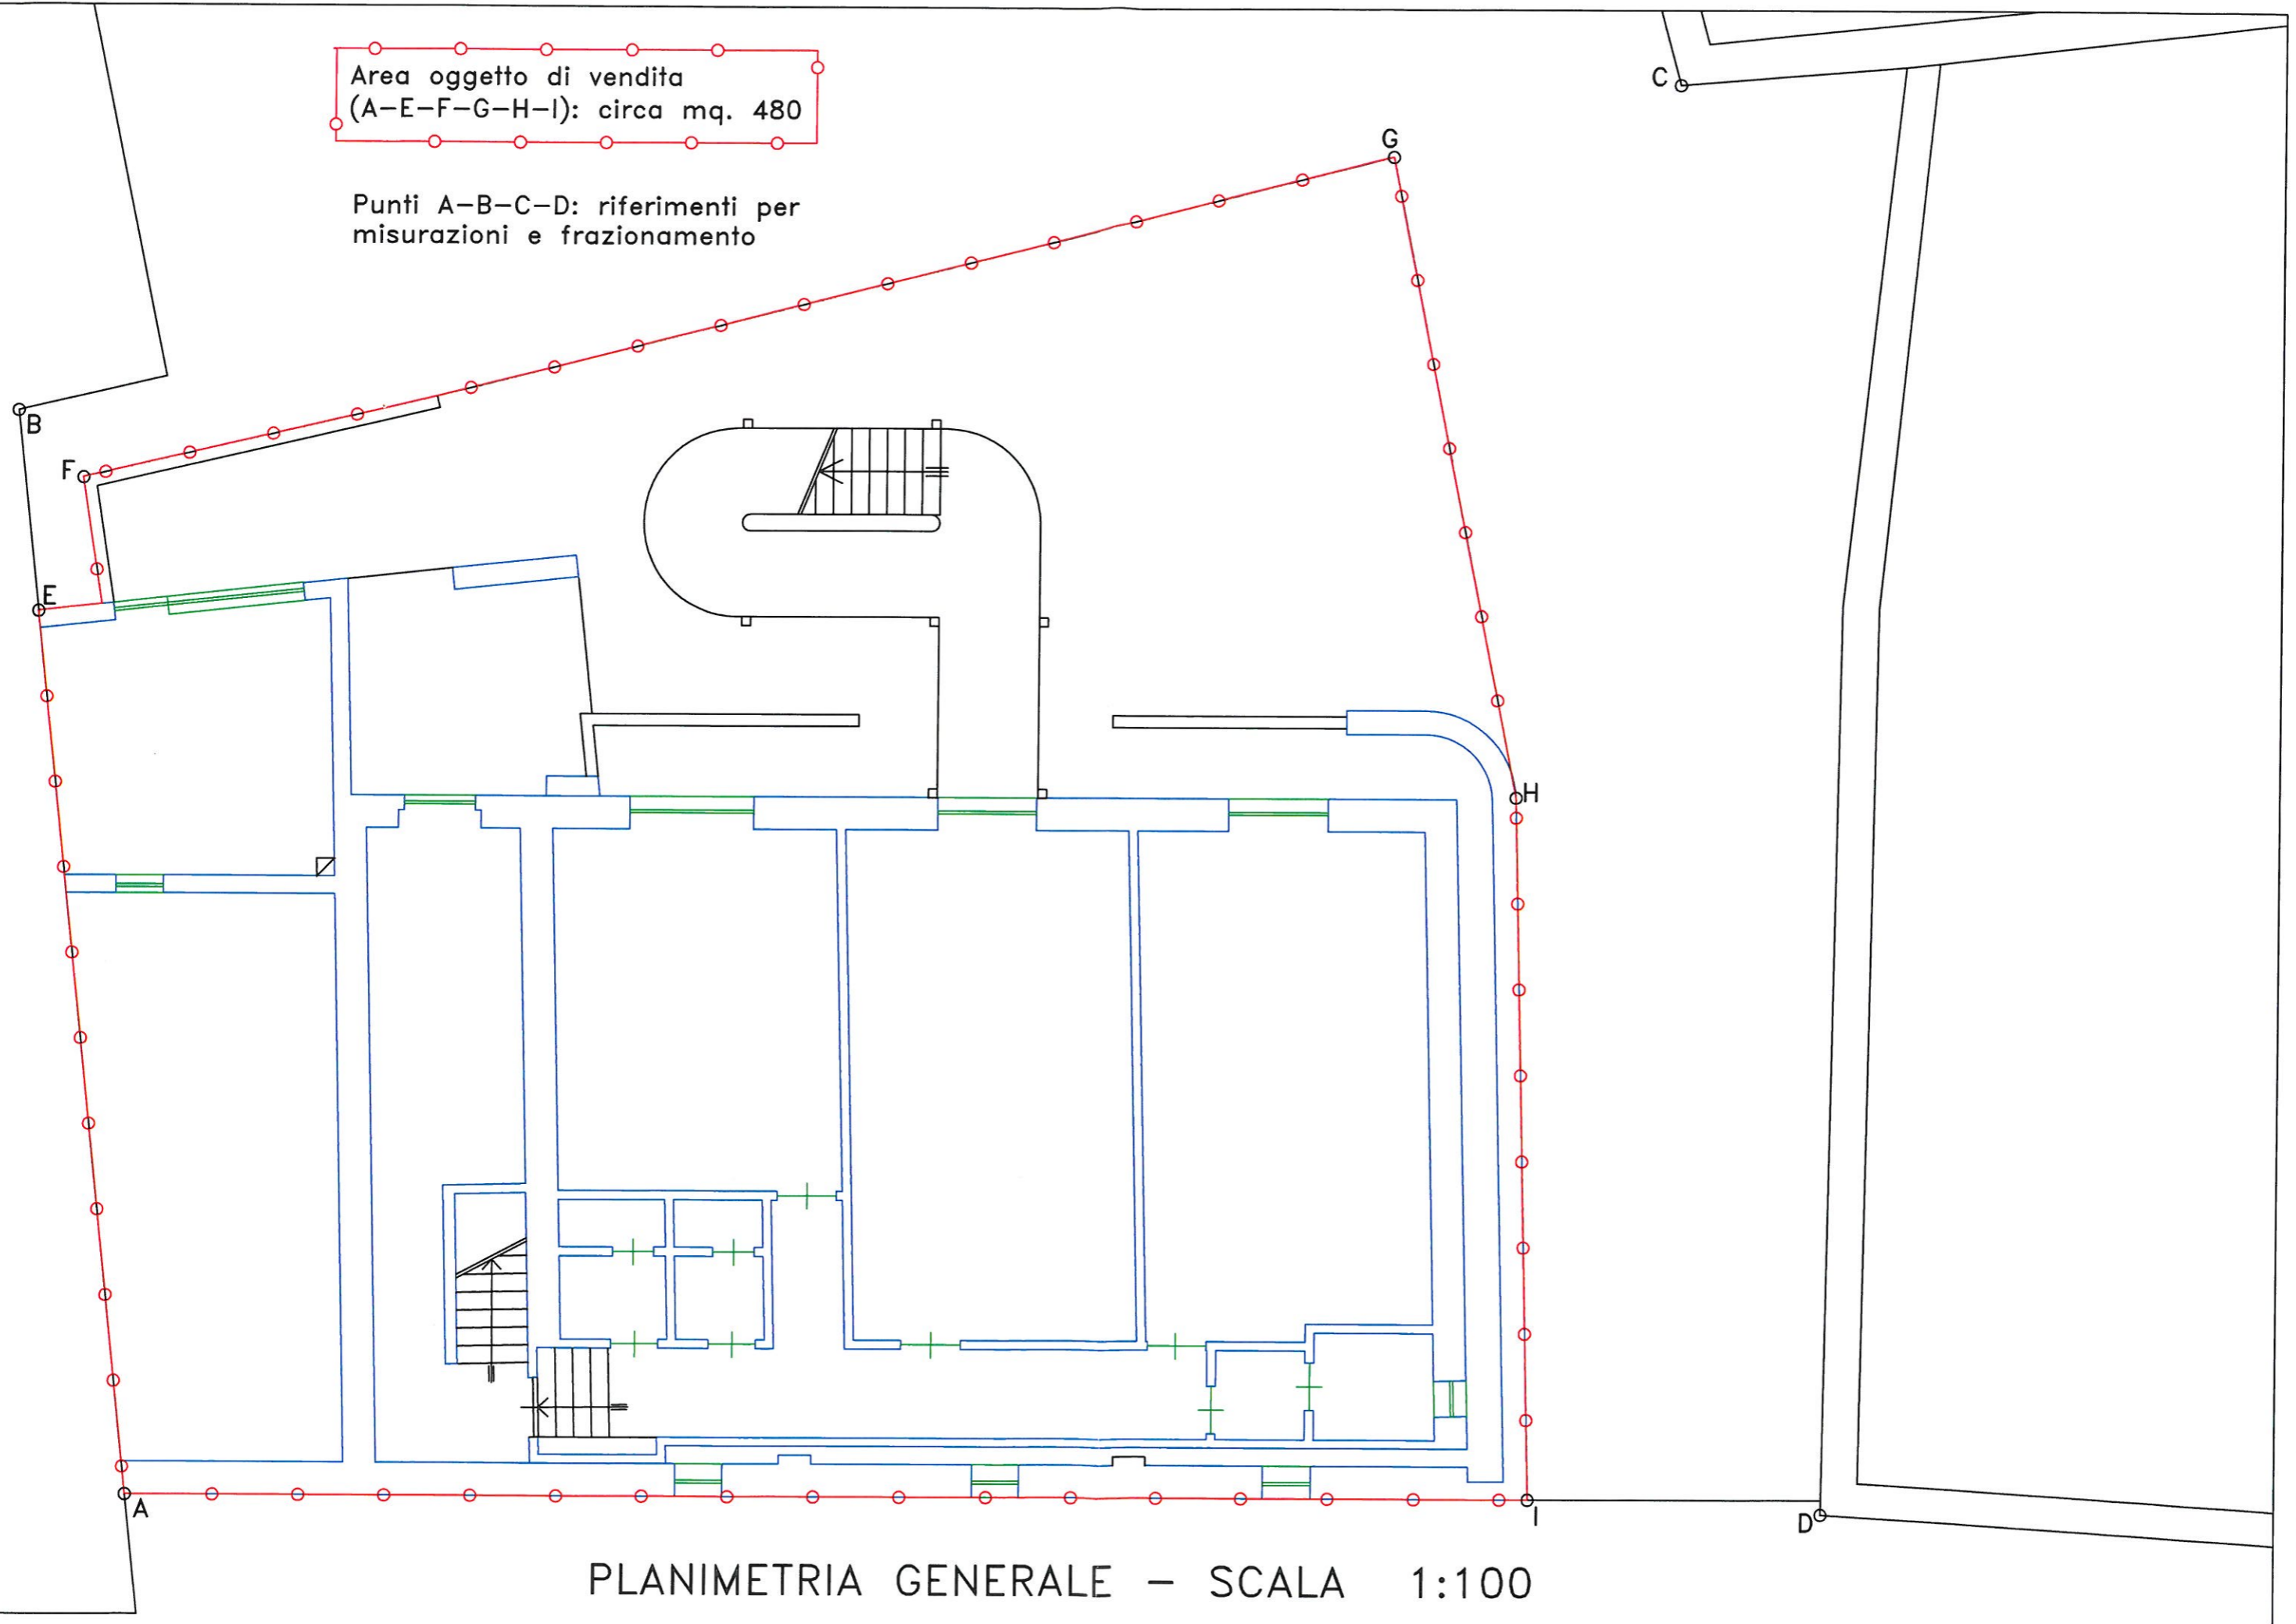 Area oggetto di vendita
(A-E-F-G-H-I): circa mq. 480
Punti A-B-C-D: riferimenti per
misurazioni e frazionamento
C
G
B
F
E
H
A
I
D
PLANIMETRIA GENERALE - SCALA 1:100